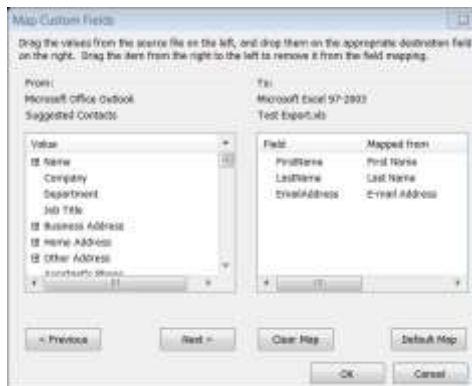 Map Custom Fields
Drag the values from the source file on the left, and drop them on the appropriate destination field
on the right. Drag the item from the right to the left to remove it from the field mapping.
From:
Microsoft Office Outlook
Suggested Contacts
To:
Microsoft Excel 97-2003
Test Export.xls
Value
Name
Company
Department
Job Title
Business Address
Home Address
Other Address
Assistant's Phone
Field Mapped from
FirstName First Name
LastName Last Name
EmailAddress E-mail Address
< Previous
Next >
Clear Map
Default Map
OK
Cancel